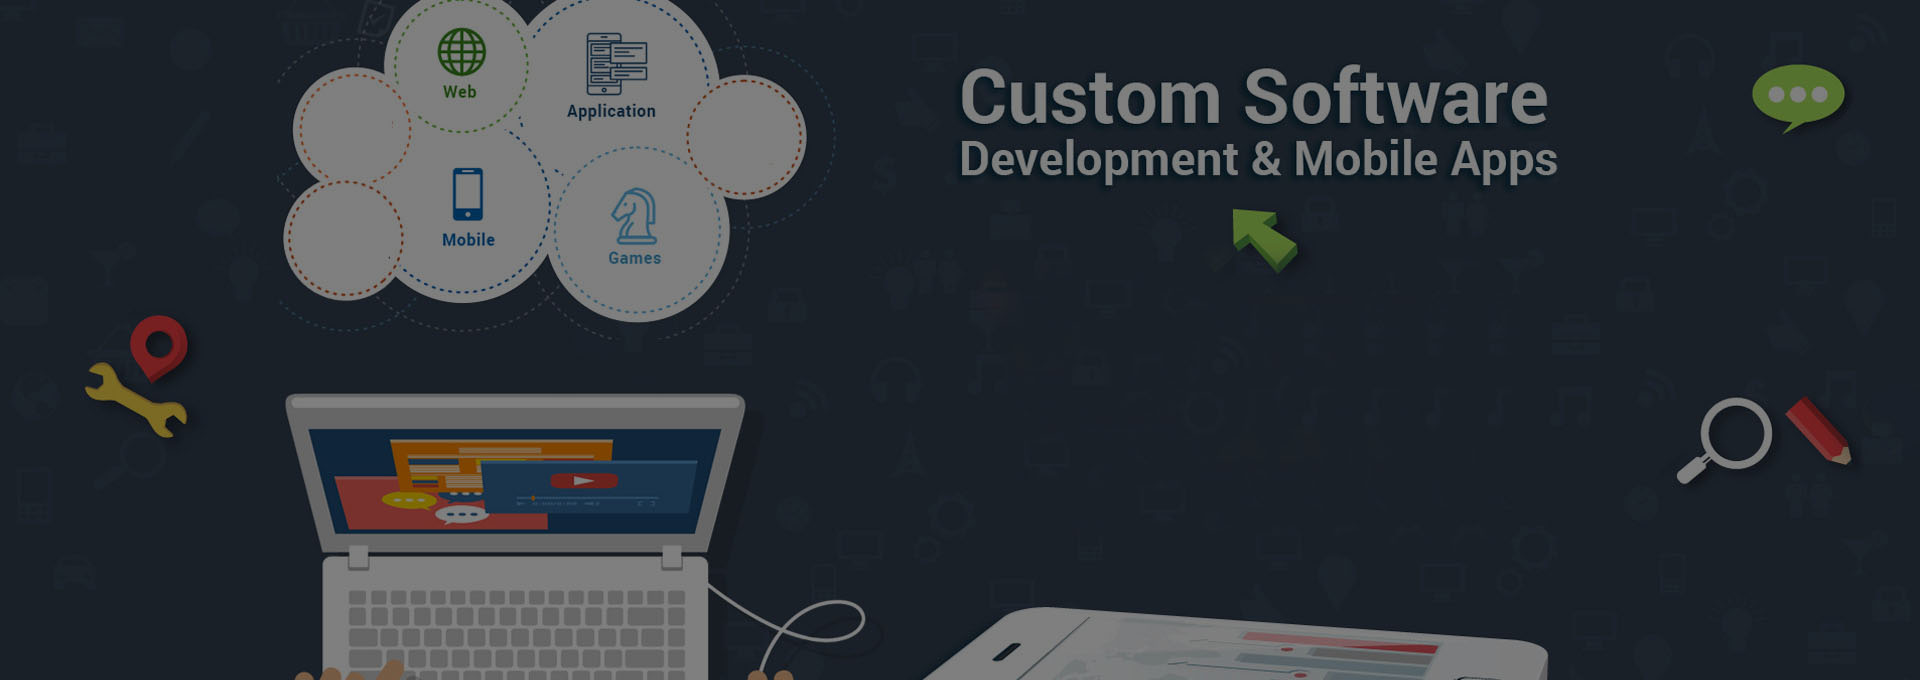 Web
Application
Mobile
Games
Custom Software
Development & Mobile Apps